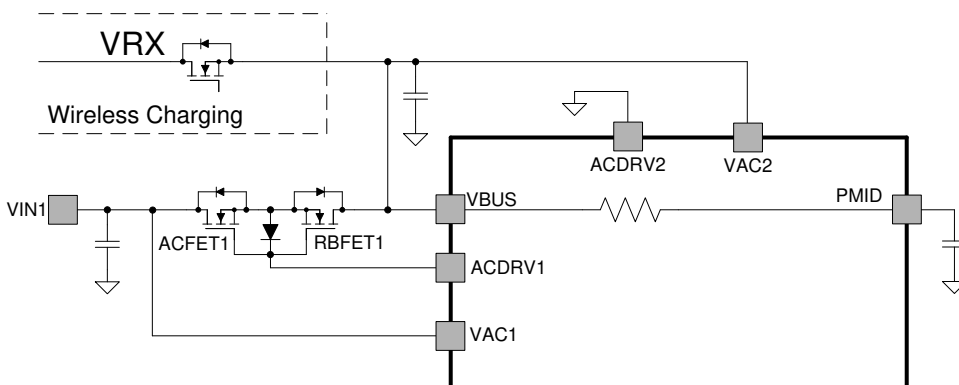 VRX
Wireless Charging
ACDRV2
VAC2
VIN1
VBUS
PMID
ACFET1
RBFET1
ACDRV1
VAC1